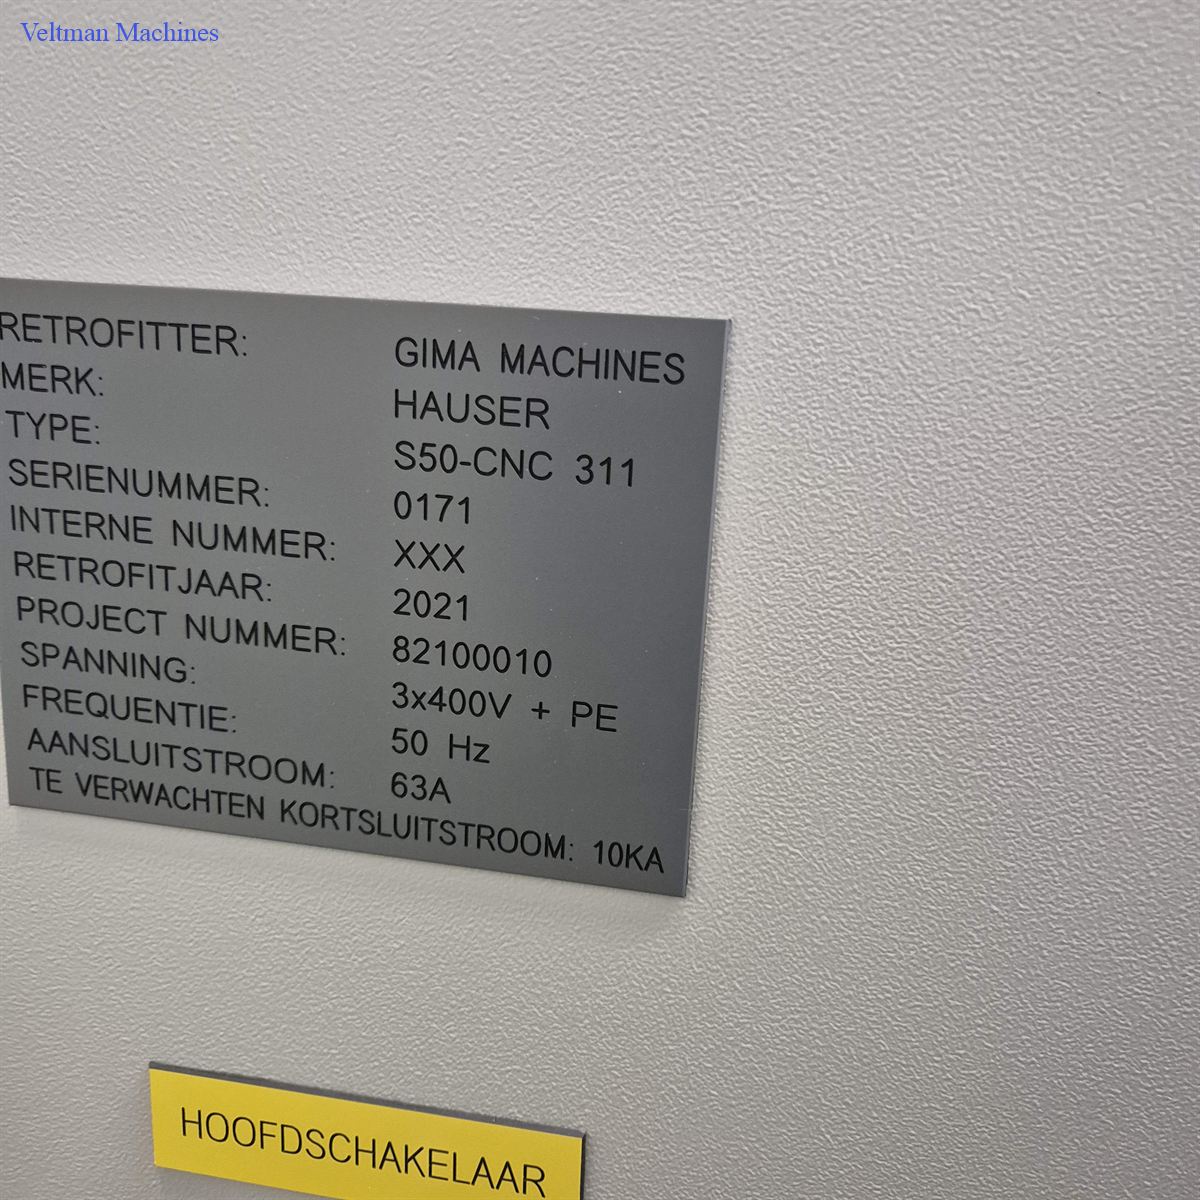 Veltman Machines
RETROFITTER: GIMA MACHINES
MERK: HAUSER
TYPE: S50-CNC 311
SERIENUMMER: 0171
INTERNE NUMMER: XXX
RETROFITJAAR: 2021
PROJECT NUMMER: 82100010
SPANNING: 3x400V + PE
FREQUENTIE: 50 Hz
AANSLUITSTROOM: 63A
TE VERWACHTEN KORTSLUITSTROOM: 10KA
HOOFDSCHAKELAAR